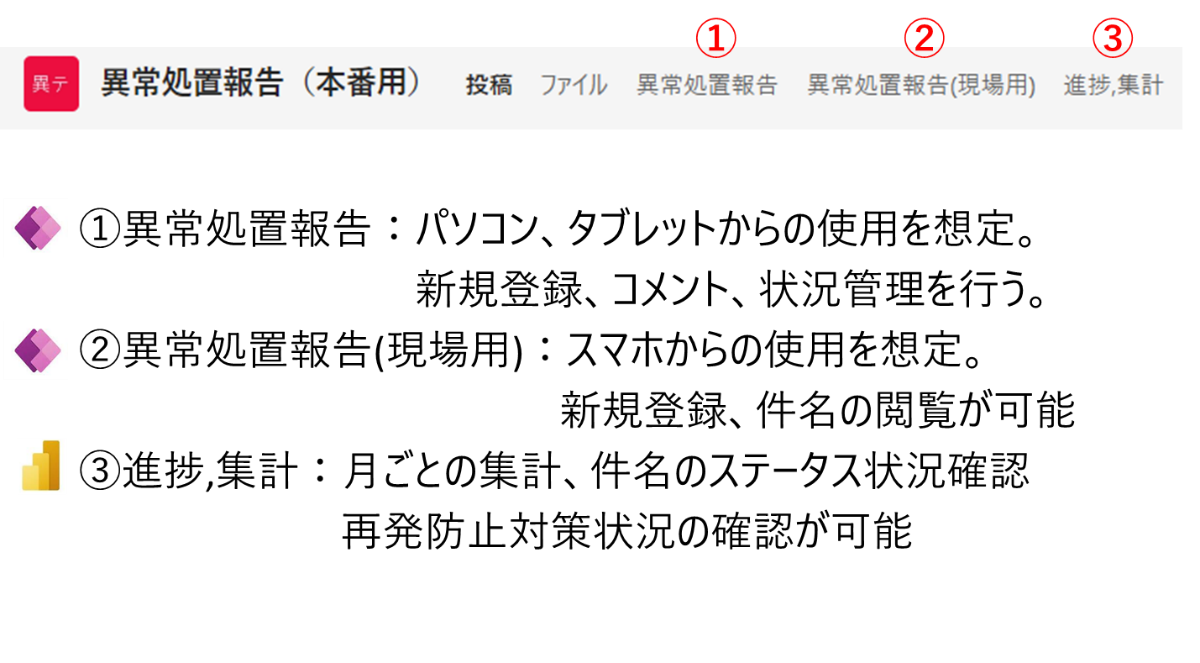 ① ② ③
異テ 異常処置報告（本番用） 投稿 ファイル 異常処置報告 異常処置報告(現場用) 進捗,集計
①異常処置報告：パソコン、タブレットからの使用を想定。
新規登録、コメント、状況管理を行う。
②異常処置報告(現場用)：スマホからの使用を想定。
新規登録、件名の閲覧が可能
③進捗,集計：月ごとの集計、件名のステータス状況確認
再発防止対策状況の確認が可能